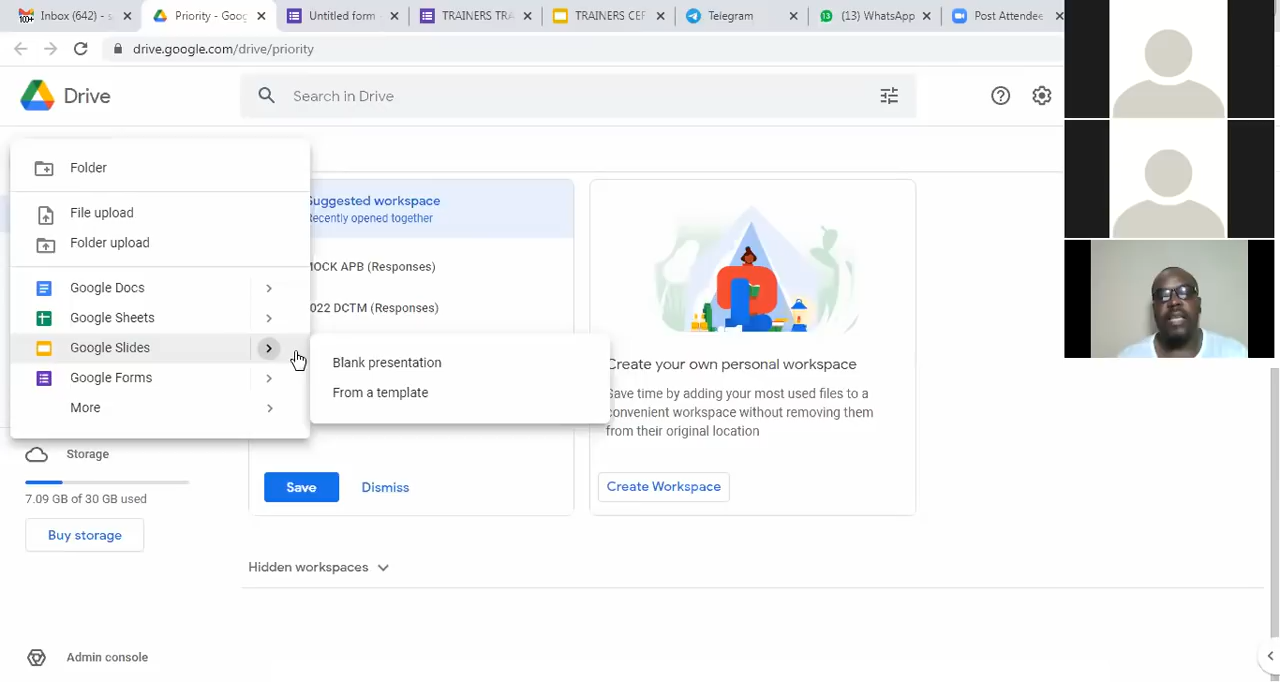 Inbox (642) - s
Priority - Goog
Untitled form -
TRAINERS TRA
TRAINERS CEF
Telegram
(13) WhatsApp
Post Attendee
drive.google.com/drive/priority
Drive
Search in Drive
Folder
File upload
Folder upload
Google Docs
Google Sheets
Google Slides
Google Forms
More
Blank presentation
From a template
Suggested workspace
Recently opened together
MOCK APB (Responses)
2022 DCTM (Responses)
Save
Dismiss
Create your own personal workspace
Save time by adding your most used files to a
convenient workspace without removing them
from their original location
Create Workspace
Storage
7.09 GB of 30 GB used
Buy storage
Hidden workspaces
Admin console